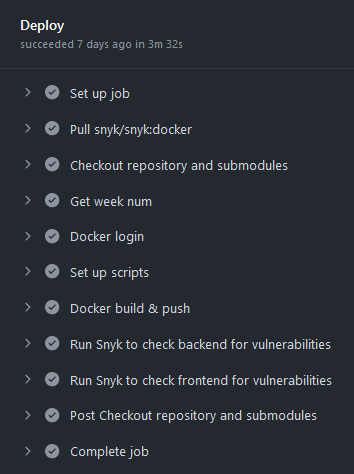 Deploy
succeeded 7 days ago in 3m 32s
Set up job
Pull snyk/snyk:docker
Checkout repository and submodules
Get week num
Docker login
Set up scripts
Docker build & push
Run Snyk to check backend for vulnerabilities
Run Snyk to check frontend for vulnerabilities
Post Checkout repository and submodules
Complete job